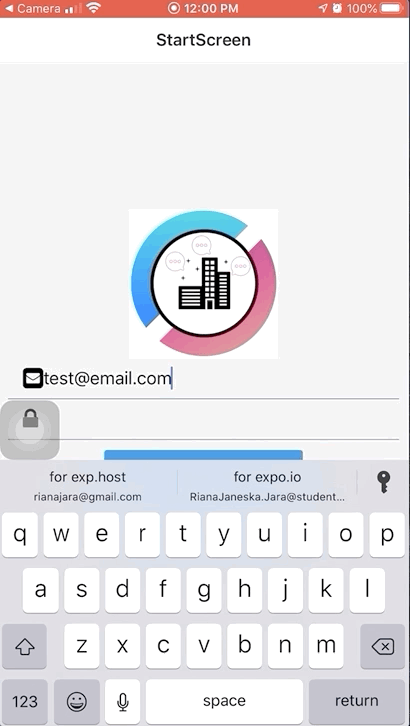 Camera 12:00 PM 100%
StartScreen
test@email.com
for exp.host for expo.io
rianajara@gmail.com RianaJaneska.Jara@student...
q w e r t y u i o p
a s d f g h j k l
z x c v b n m
123 space return